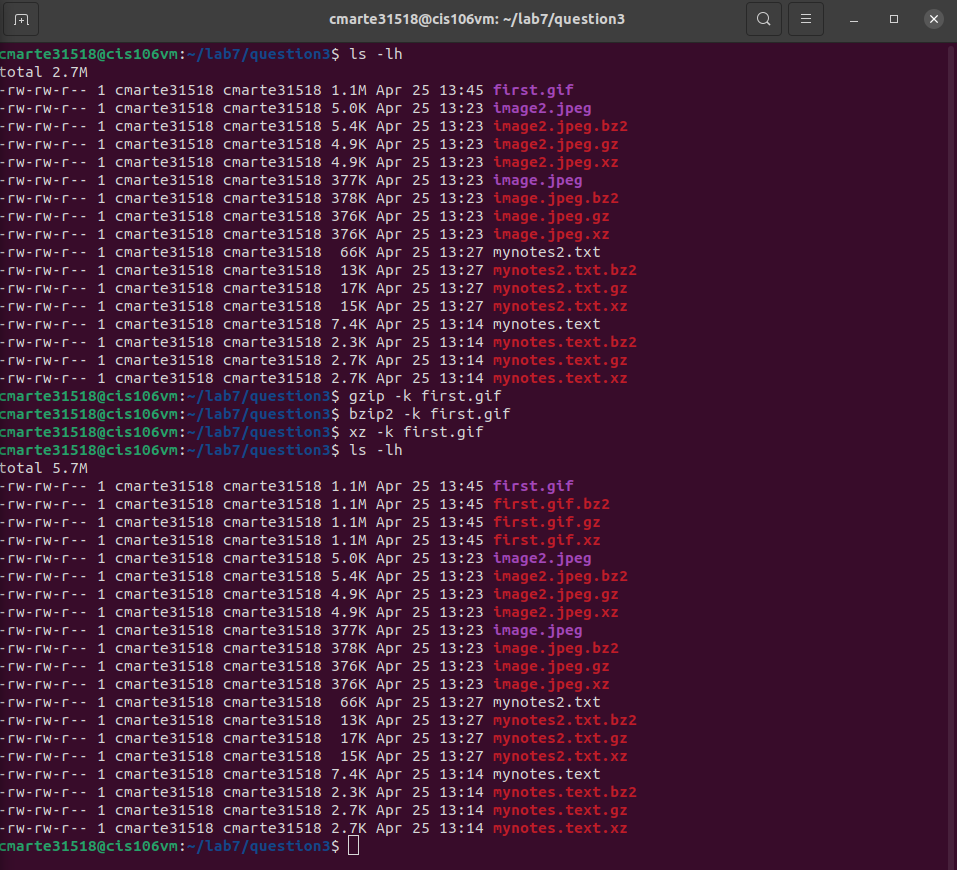 cmarte31518@cis106vm: ~/lab7/question3
cmarte31518@cis106vm:~/lab7/question3$ ls -lh
total 2.7M
-rw-rw-r-- 1 cmarte31518 cmarte31518 1.1M Apr 25 13:45 first.gif
-rw-rw-r-- 1 cmarte31518 cmarte31518 5.0K Apr 25 13:23 image2.jpeg
-rw-rw-r-- 1 cmarte31518 cmarte31518 5.4K Apr 25 13:23 image2.jpeg.bz2
-rw-rw-r-- 1 cmarte31518 cmarte31518 4.9K Apr 25 13:23 image2.jpeg.gz
-rw-rw-r-- 1 cmarte31518 cmarte31518 4.9K Apr 25 13:23 image2.jpeg.xz
-rw-rw-r-- 1 cmarte31518 cmarte31518 377K Apr 25 13:23 image.jpeg
-rw-rw-r-- 1 cmarte31518 cmarte31518 378K Apr 25 13:23 image.jpeg.bz2
-rw-rw-r-- 1 cmarte31518 cmarte31518 376K Apr 25 13:23 image.jpeg.gz
-rw-rw-r-- 1 cmarte31518 cmarte31518 376K Apr 25 13:23 image.jpeg.xz
-rw-rw-r-- 1 cmarte31518 cmarte31518  66K Apr 25 13:27 mynotes2.txt
-rw-rw-r-- 1 cmarte31518 cmarte31518  13K Apr 25 13:27 mynotes2.txt.bz2
-rw-rw-r-- 1 cmarte31518 cmarte31518  17K Apr 25 13:27 mynotes2.txt.gz
-rw-rw-r-- 1 cmarte31518 cmarte31518  15K Apr 25 13:27 mynotes2.txt.xz
-rw-rw-r-- 1 cmarte31518 cmarte31518 7.4K Apr 25 13:14 mynotes.text
-rw-rw-r-- 1 cmarte31518 cmarte31518 2.3K Apr 25 13:14 mynotes.text.bz2
-rw-rw-r-- 1 cmarte31518 cmarte31518 2.7K Apr 25 13:14 mynotes.text.gz
-rw-rw-r-- 1 cmarte31518 cmarte31518 2.7K Apr 25 13:14 mynotes.text.xz
cmarte31518@cis106vm:~/lab7/question3$ gzip -k first.gif
cmarte31518@cis106vm:~/lab7/question3$ bzip2 -k first.gif
cmarte31518@cis106vm:~/lab7/question3$ xz -k first.gif
cmarte31518@cis106vm:~/lab7/question3$ ls -lh
total 5.7M
-rw-rw-r-- 1 cmarte31518 cmarte31518 1.1M Apr 25 13:45 first.gif
-rw-rw-r-- 1 cmarte31518 cmarte31518 1.1M Apr 25 13:45 first.gif.bz2
-rw-rw-r-- 1 cmarte31518 cmarte31518 1.1M Apr 25 13:45 first.gif.gz
-rw-rw-r-- 1 cmarte31518 cmarte31518 1.1M Apr 25 13:45 first.gif.xz
-rw-rw-r-- 1 cmarte31518 cmarte31518 5.0K Apr 25 13:23 image2.jpeg
-rw-rw-r-- 1 cmarte31518 cmarte31518 5.4K Apr 25 13:23 image2.jpeg.bz2
-rw-rw-r-- 1 cmarte31518 cmarte31518 4.9K Apr 25 13:23 image2.jpeg.gz
-rw-rw-r-- 1 cmarte31518 cmarte31518 4.9K Apr 25 13:23 image2.jpeg.xz
-rw-rw-r-- 1 cmarte31518 cmarte31518 377K Apr 25 13:23 image.jpeg
-rw-rw-r-- 1 cmarte31518 cmarte31518 378K Apr 25 13:23 image.jpeg.bz2
-rw-rw-r-- 1 cmarte31518 cmarte31518 376K Apr 25 13:23 image.jpeg.gz
-rw-rw-r-- 1 cmarte31518 cmarte31518 376K Apr 25 13:23 image.jpeg.xz
-rw-rw-r-- 1 cmarte31518 cmarte31518  66K Apr 25 13:27 mynotes2.txt
-rw-rw-r-- 1 cmarte31518 cmarte31518  13K Apr 25 13:27 mynotes2.txt.bz2
-rw-rw-r-- 1 cmarte31518 cmarte31518  17K Apr 25 13:27 mynotes2.txt.gz
-rw-rw-r-- 1 cmarte31518 cmarte31518  15K Apr 25 13:27 mynotes2.txt.xz
-rw-rw-r-- 1 cmarte31518 cmarte31518 7.4K Apr 25 13:14 mynotes.text
-rw-rw-r-- 1 cmarte31518 cmarte31518 2.3K Apr 25 13:14 mynotes.text.bz2
-rw-rw-r-- 1 cmarte31518 cmarte31518 2.7K Apr 25 13:14 mynotes.text.gz
-rw-rw-r-- 1 cmarte31518 cmarte31518 2.7K Apr 25 13:14 mynotes.text.xz
cmarte31518@cis106vm:~/lab7/question3$